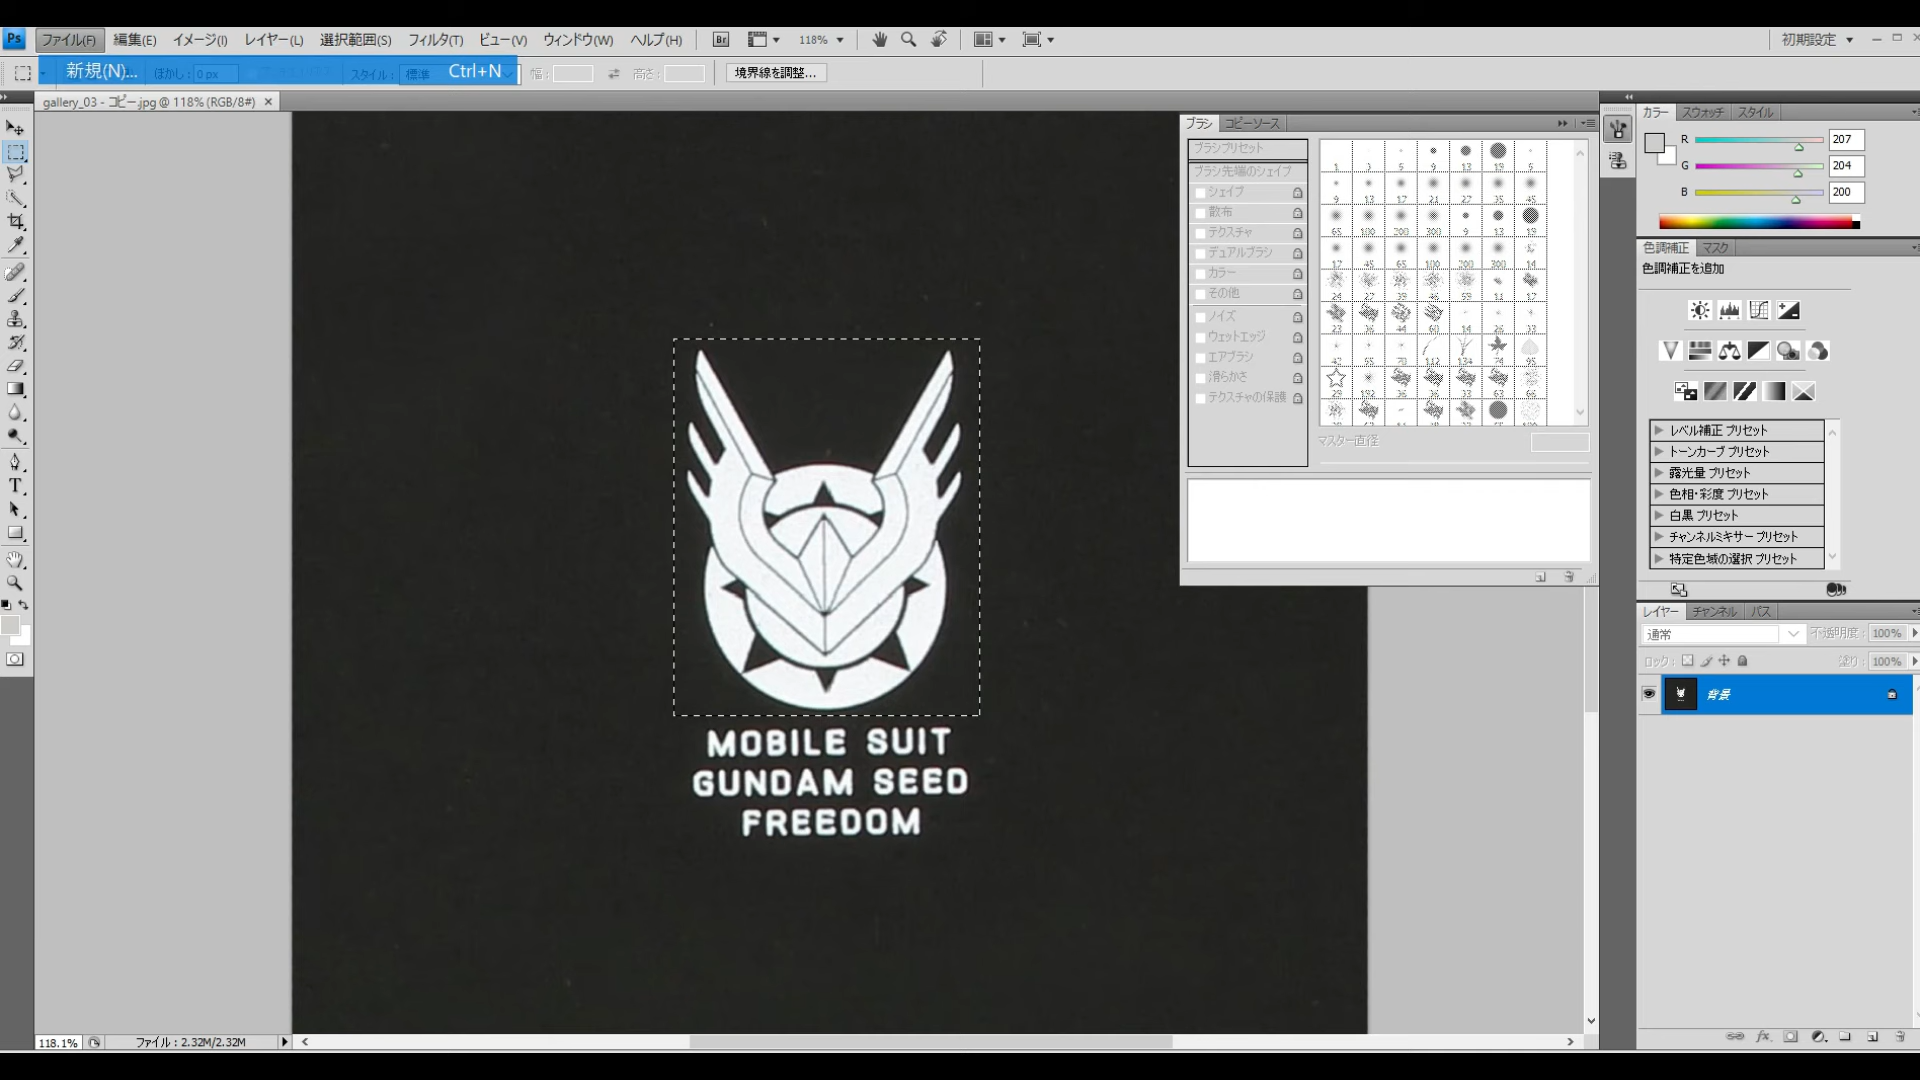 Ps ファイル(F) 編集(E) イメージ(I) レイヤー(L) 選択範囲(S) フィルタ(T) ビュー(V) ウィンドウ(W) ヘルプ(H) Br 118% 初期設定
新規(N)... Ctrl+N ぼかし: 0 px スタイル: 標準 幅: 高さ: 境界線を調整...
gallery_03 - コピー.jpg @ 118% (RGB/8#)
ブラシ コピーソース
ブラシプリセット
ブラシ先端のシェイプ
シェイプ
散布
テクスチャ
デュアルブラシ
カラー
その他
ノイズ
ウェットエッジ
エアブラシ
滑らかさ
テクスチャの保護
マスター直径
カラー スウォッチ スタイル
R 207
G 204
B 200
色調補正 マスク
色調補正を追加
レベル補正 プリセット
トーンカーブ プリセット
露光量 プリセット
色相・彩度 プリセット
白黒 プリセット
チャンネルミキサー プリセット
特定色域の選択 プリセット
レイヤー チャンネル パス
通常 不透明度: 100%
ロック: 塗り: 100%
背景
MOBILE SUIT
GUNDAM SEED
FREEDOM
118.1% ファイル : 2.32M/2.32M